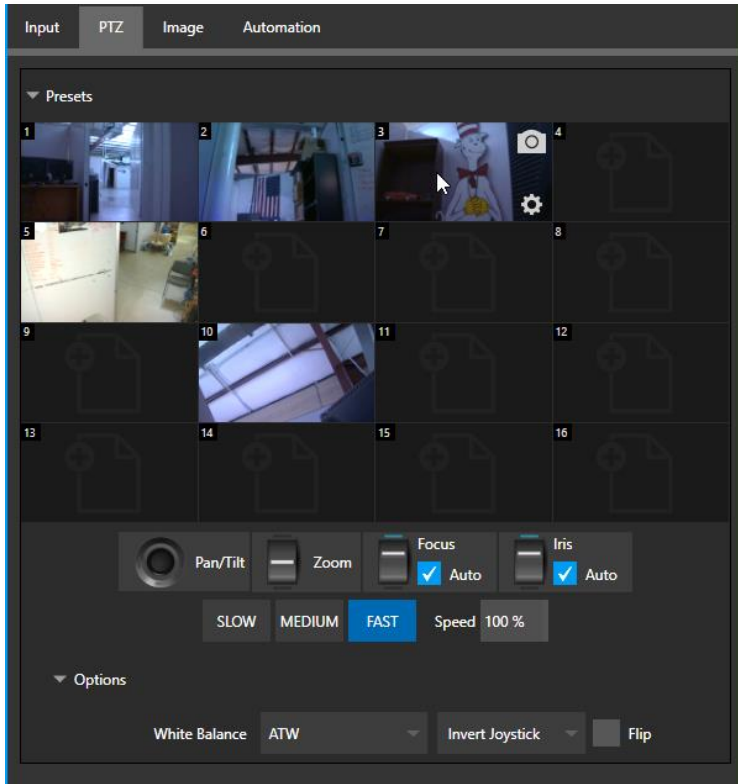 Input PTZ Image Automation
Presets
1 2 3 4
5 6 7 8
9 10 11 12
13 14 15 16
Pan/Tilt Zoom Focus Auto Iris Auto
SLOW MEDIUM FAST Speed 100 %
Options
White Balance ATW Invert Joystick Flip